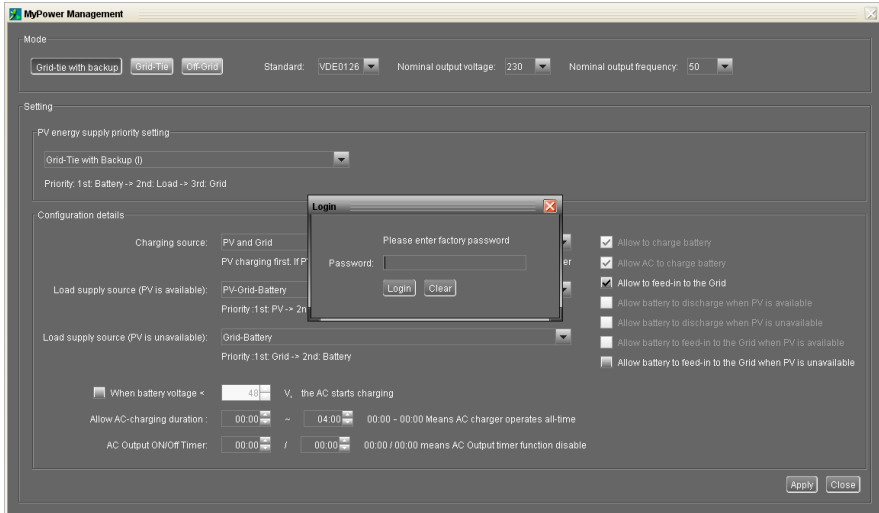 MyPower Management
Mode
Grid-tie with backup Grid-Tie Off-Grid Standard: VDE0126 Nominal output voltage: 230 Nominal output frequency: 50
Setting
PV energy supply priority setting
Grid-Tie with Backup (I)
Priority: 1st: Battery -> 2nd: Load -> 3rd: Grid
Login
Please enter factory password
Password:
Login Clear
Configuration details
Charging source: PV and Grid
PV charging first. If
Load supply source (PV is available): PV-Grid-Battery
Priority :1st: PV ->
Load supply source (PV is unavailable): Grid-Battery
Priority :1st: Grid -> 2nd: Battery
Allow to charge battery
Allow AC to charge battery
Allow to feed-in to the Grid
Allow battery to discharge when PV is available
Allow battery to discharge when PV is unavailable
Allow battery to feed-in to the Grid when PV is available
Allow battery to feed-in to the Grid when PV is unavailable
When battery voltage < 48 V, the AC starts charging
Allow AC-charging duration : 00:00 ~ 04:00 00:00 - 00:00 Means AC charger operates all-time
AC Output ON/Off Timer: 00:00 / 00:00 00:00 / 00:00 means AC Output timer function disable
Apply Close